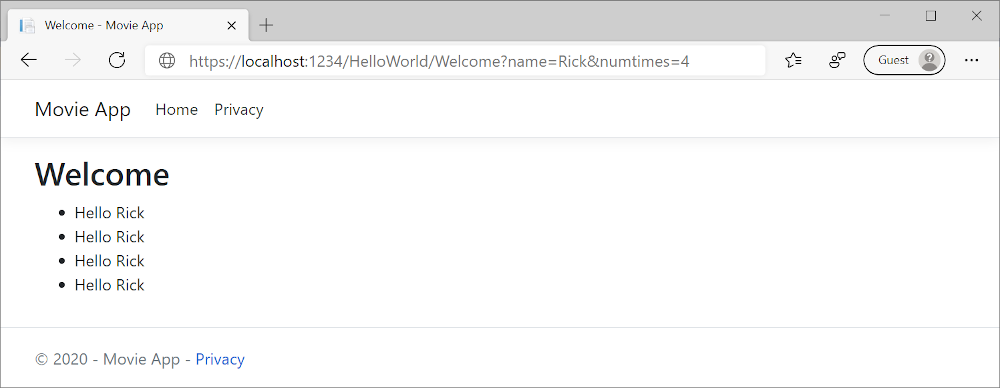 Welcome - Movie App
https://localhost:1234/HelloWorld/Welcome?name=Rick&numtimes=4
Guest
Movie App Home Privacy
Welcome
Hello Rick
Hello Rick
Hello Rick
Hello Rick
© 2020 - Movie App - Privacy